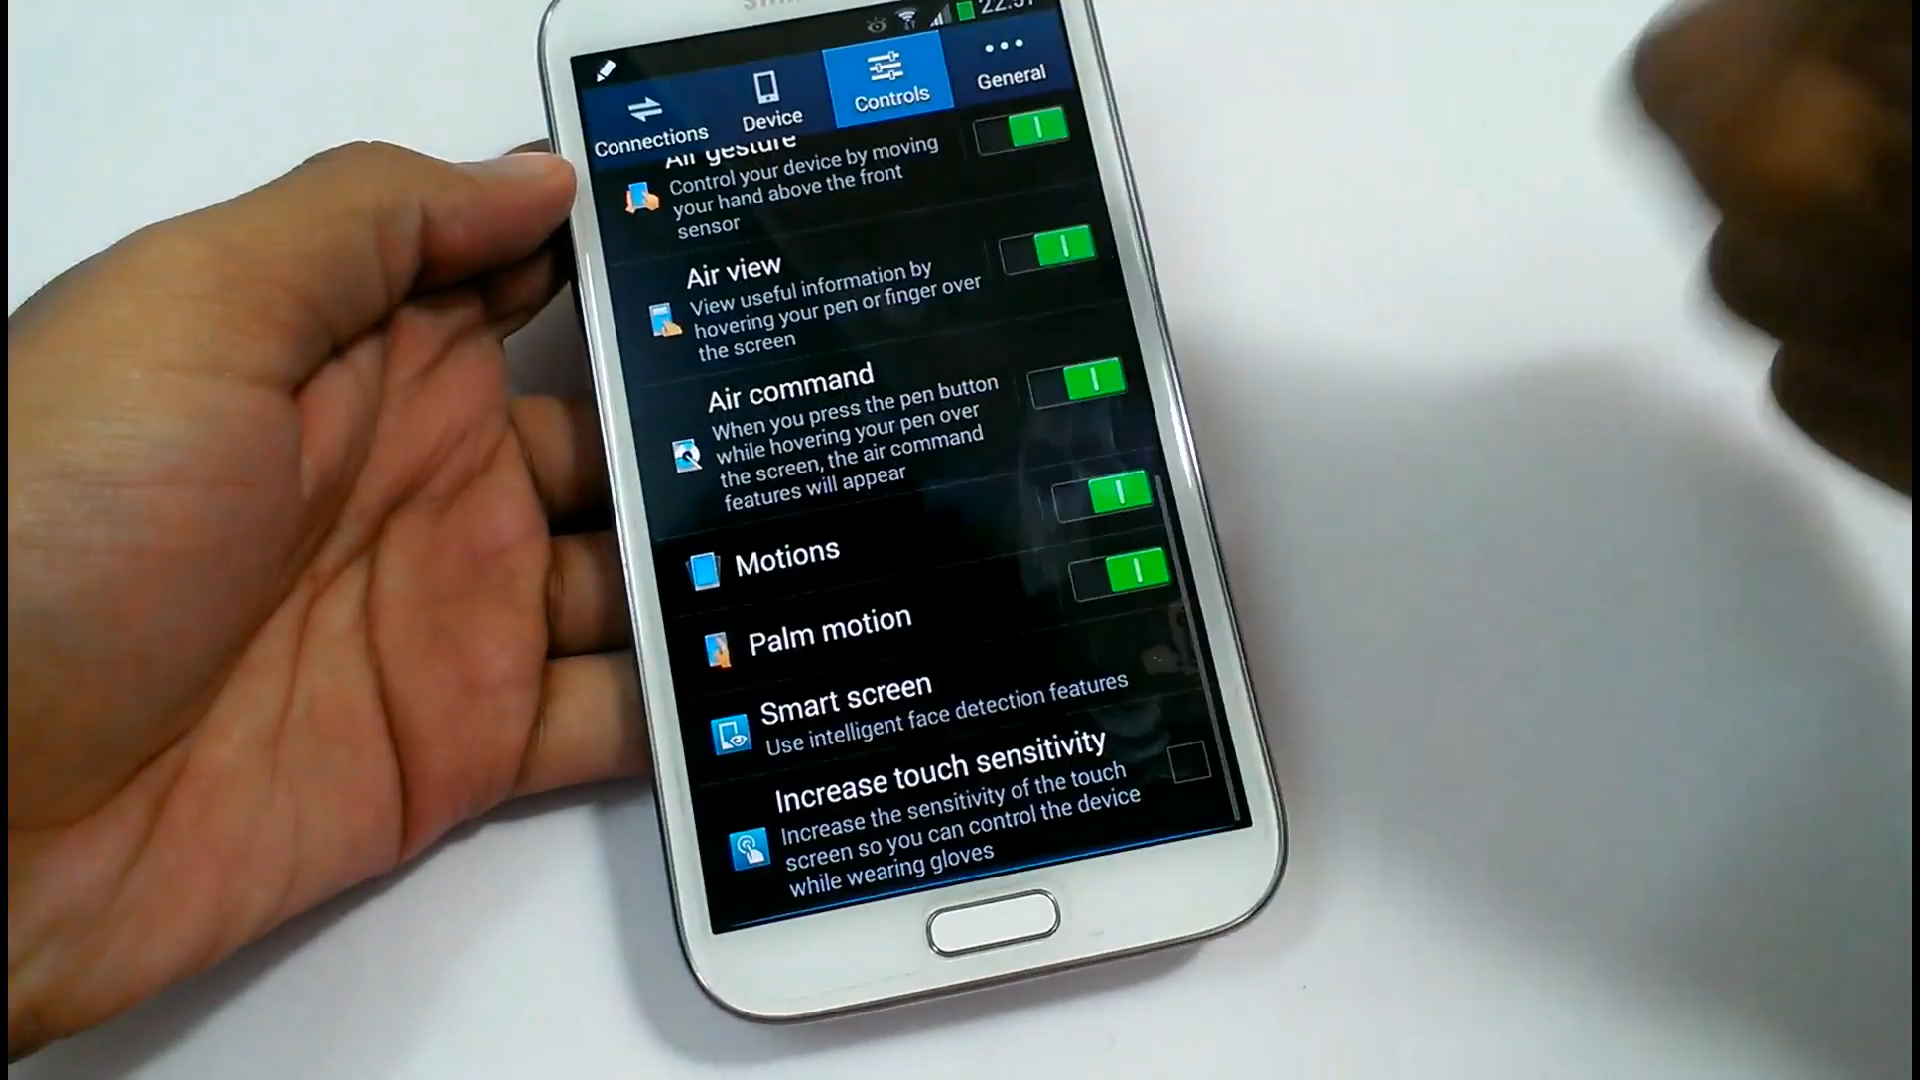 22:57
Connections
Device
Controls
General
Air gesture
Control your device by moving
your hand above the front
sensor
Air view
View useful information by
hovering your pen or finger over
the screen
Air command
When you press the pen button
while hovering your pen over
the screen, the air command
features will appear
Motions
Palm motion
Smart screen
Use intelligent face detection features
Increase touch sensitivity
Increase the sensitivity of the touch
screen so you can control the device
while wearing gloves